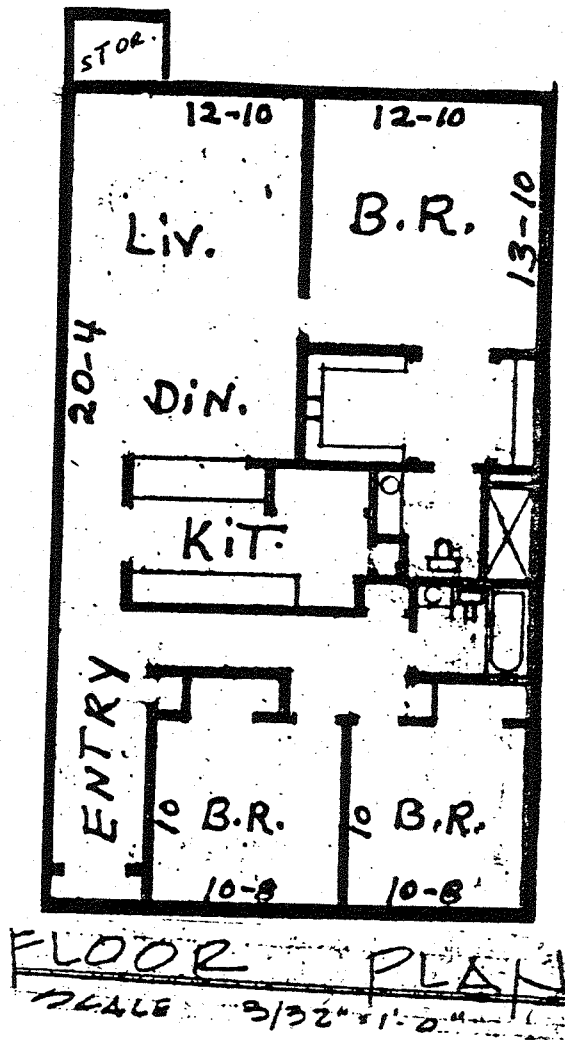 STOR.
12-10
12-10
LiV.
B.R.
13-10
20-4
DiN.
KiT.
ENTRY
10
B.R.
10
B.R.
10-8
10-8
FLOOR PLAN
SCALE 3/32"=1'-0"